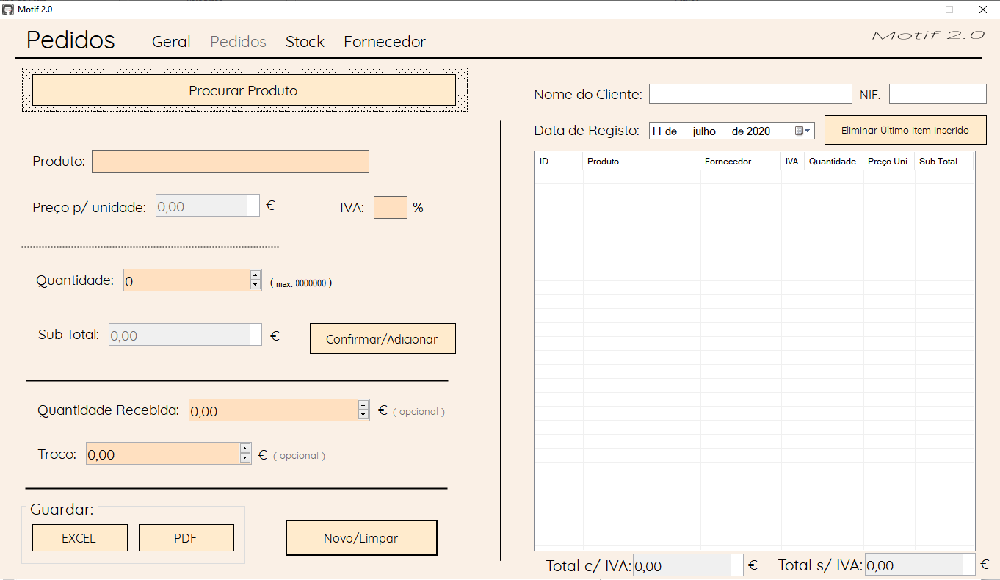 Motif 2.0
Pedidos Geral Pedidos Stock Fornecedor
Motif 2.0
Procurar Produto
Produto:
Preço p/ unidade: 0,00 €
IVA: %
Quantidade: 0 ( max. 0000000 )
Sub Total: 0,00 €
Confirmar/Adicionar
Quantidade Recebida: 0,00 € ( opcional )
Troco: 0,00 € ( opcional )
Guardar:
EXCEL PDF
Novo/Limpar
Nome do Cliente: NIF:
Data de Registo: 11 de julho de 2020
Eliminar Último Item Inserido
ID Produto Fornecedor IVA Quantidade Preço Uni. Sub Total
Total c/ IVA: 0,00 € Total s/ IVA: 0,00 €